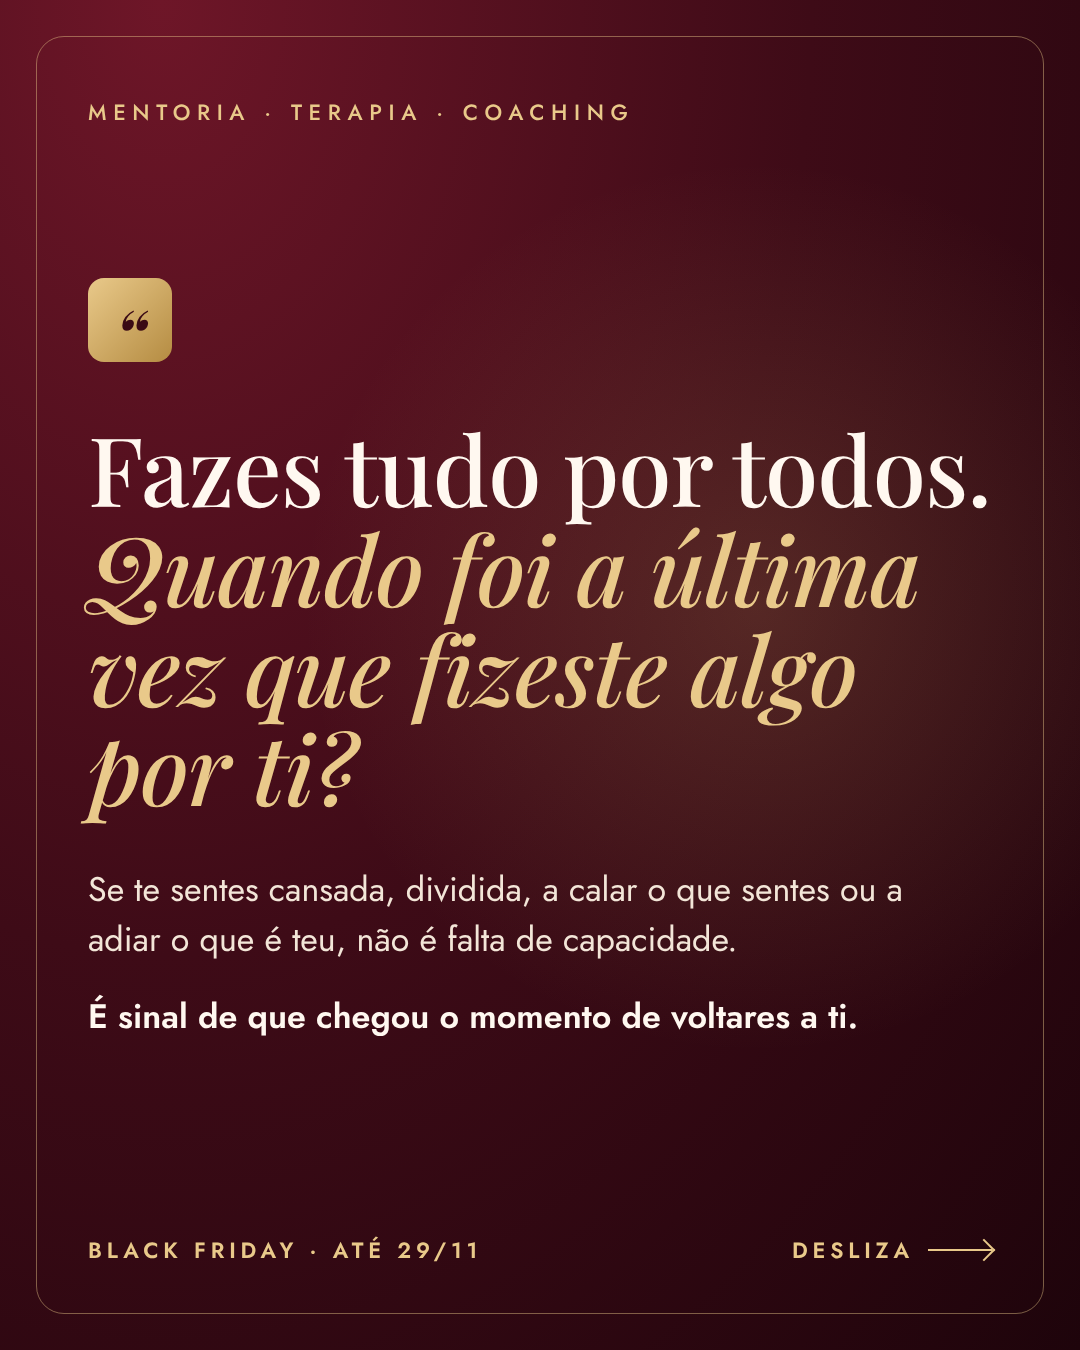 MENTORIA · TERAPIA · COACHING
“
Fazes tudo por todos.
Quando foi a última
vez que fizeste algo
por ti?
Se te sentes cansada, dividida, a calar o que sentes ou a
adiar o que é teu, não é falta de capacidade.
É sinal de que chegou o momento de voltares a ti.
BLACK FRIDAY · ATÉ 29/11
DESLIZA